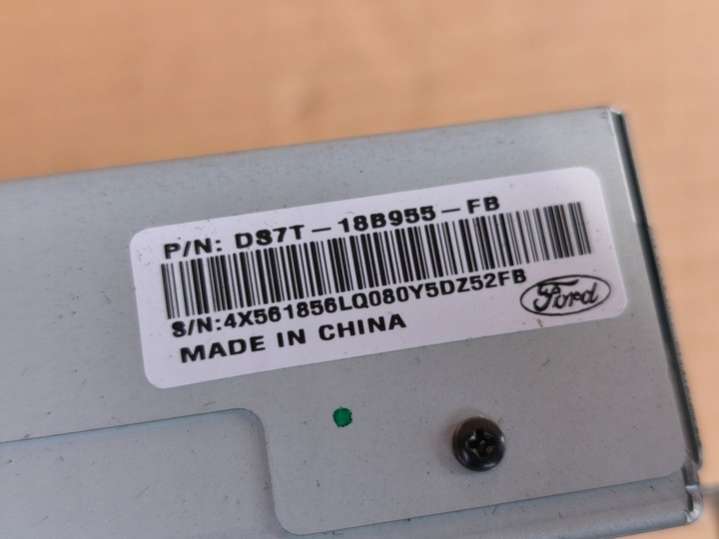 P/N: DS7T-18B955-FB
S/N:4X561856LQ080Y5DZ52FB
Ford
MADE IN CHINA